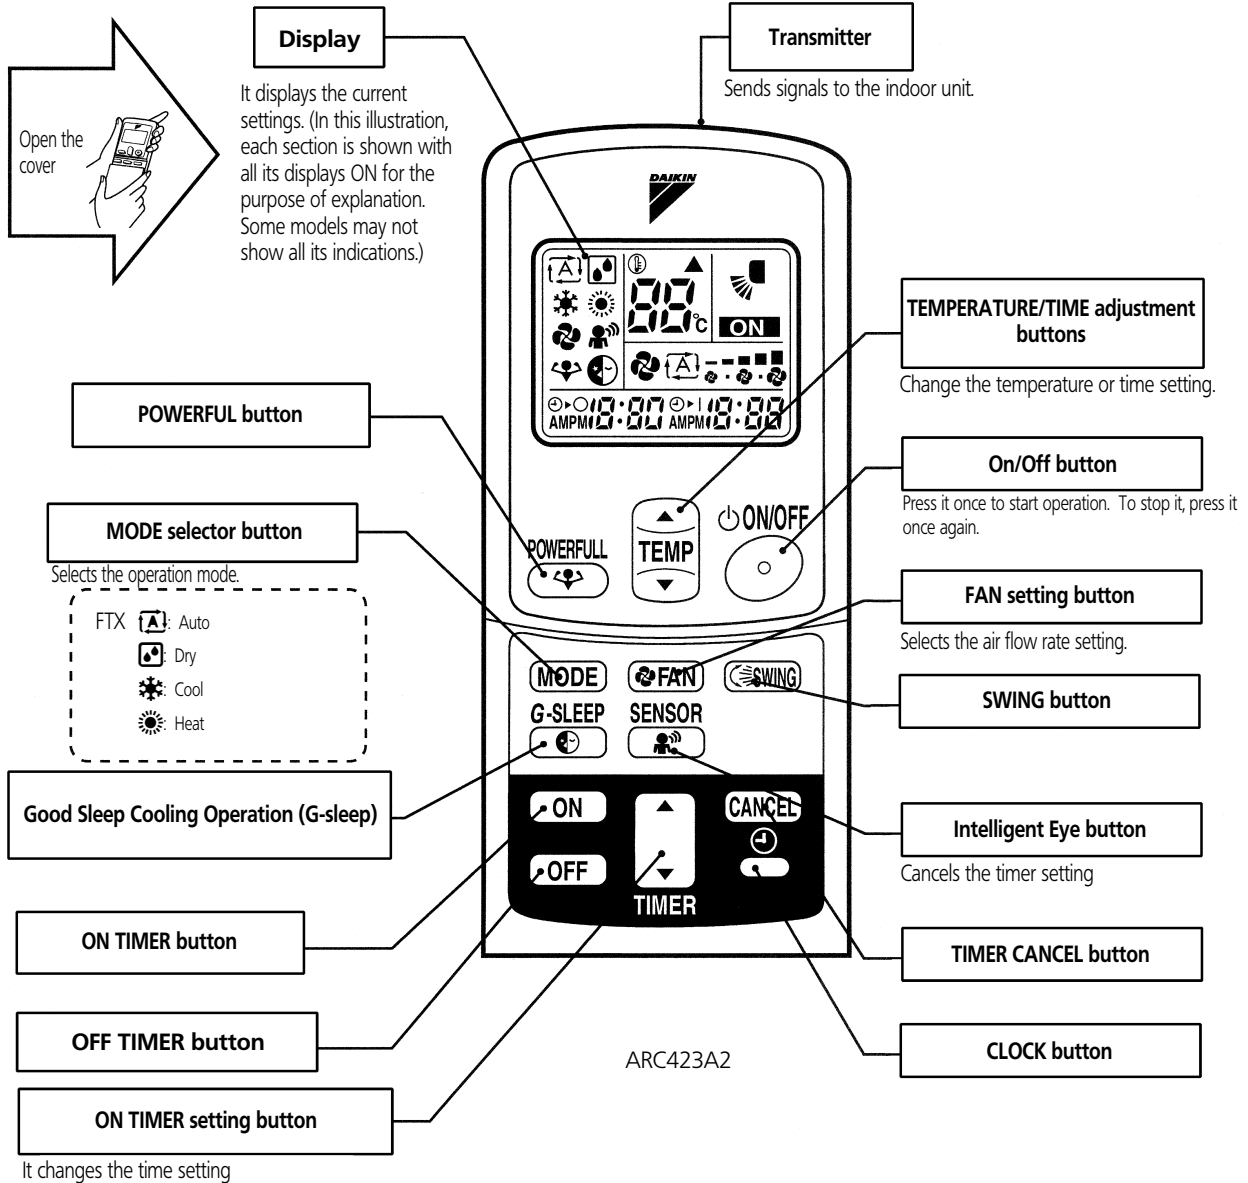 Open the
cover
Display
It displays the current
settings. (In this illustration,
each section is shown with
all its displays ON for the
purpose of explanation.
Some models may not
show all its indications.)
Transmitter
Sends signals to the indoor unit.
DAIKIN
A
88°C
ON
A
AMPM 18:80 AMPM 18:80
TEMPERATURE/TIME adjustment
buttons
Change the temperature or time setting.
POWERFUL button
On/Off button
Press it once to start operation. To stop it, press it
once again.
MODE selector button
Selects the operation mode.
FTX A : Auto
: Dry
: Cool
: Heat
POWERFULL
TEMP
ON/OFF
FAN setting button
Selects the air flow rate setting.
MODE
FAN
SWING
SWING button
G-SLEEP
SENSOR
Good Sleep Cooling Operation (G-sleep)
ON
CANCEL
OFF
TIMER
Intelligent Eye button
Cancels the timer setting
ON TIMER button
TIMER CANCEL button
OFF TIMER button
CLOCK button
ARC423A2
ON TIMER setting button
It changes the time setting